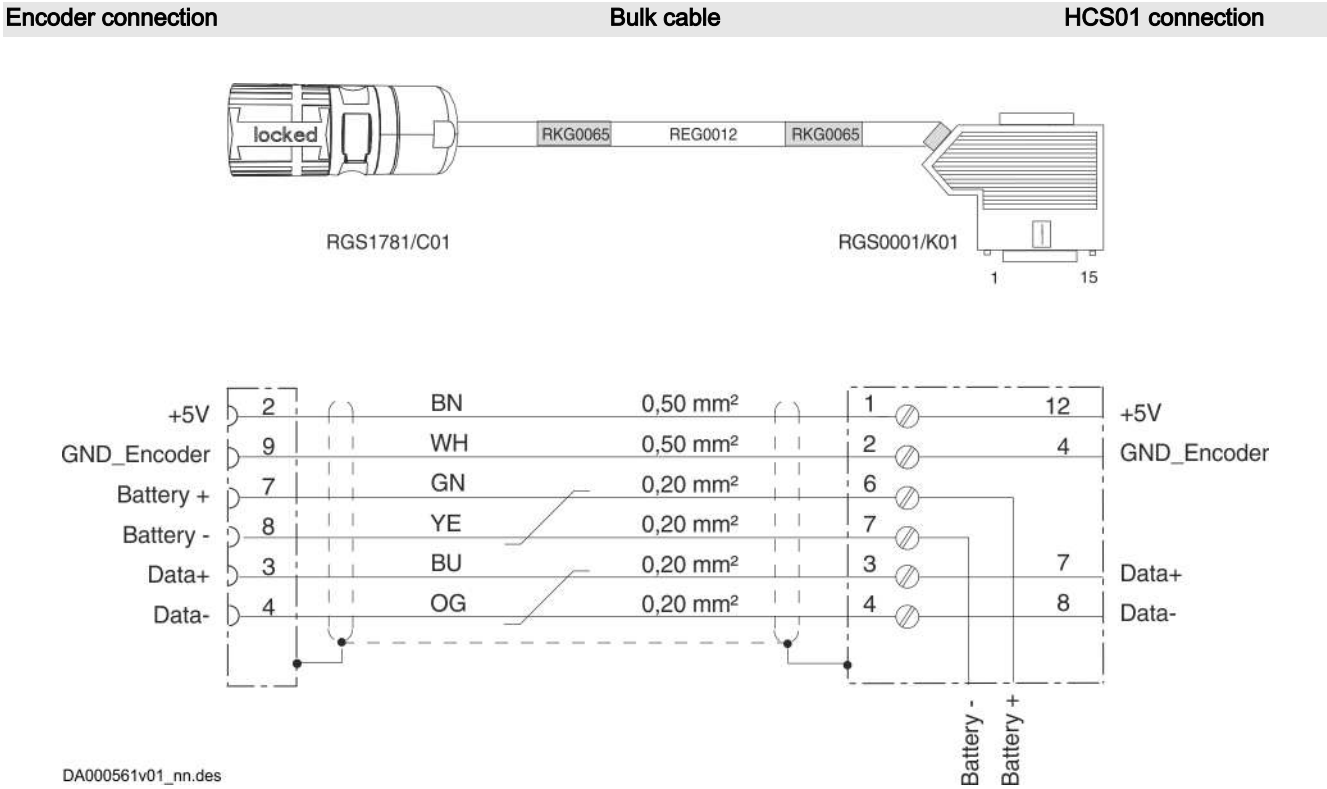 Encoder connection Bulk cable HCS01 connection
locked RKG0065 REG0012 RKG0065
RGS1781/C01 RGS0001/K01
1 15
+5V 2 BN 0,50 mm² 1 12 +5V
GND_Encoder 9 WH 0,50 mm² 2 4 GND_Encoder
Battery + 7 GN 0,20 mm² 6
Battery - 8 YE 0,20 mm² 7
Data+ 3 BU 0,20 mm² 3 7 Data+
Data- 4 OG 0,20 mm² 4 8 Data-
Battery -
Battery +
DA000561v01_nn.des